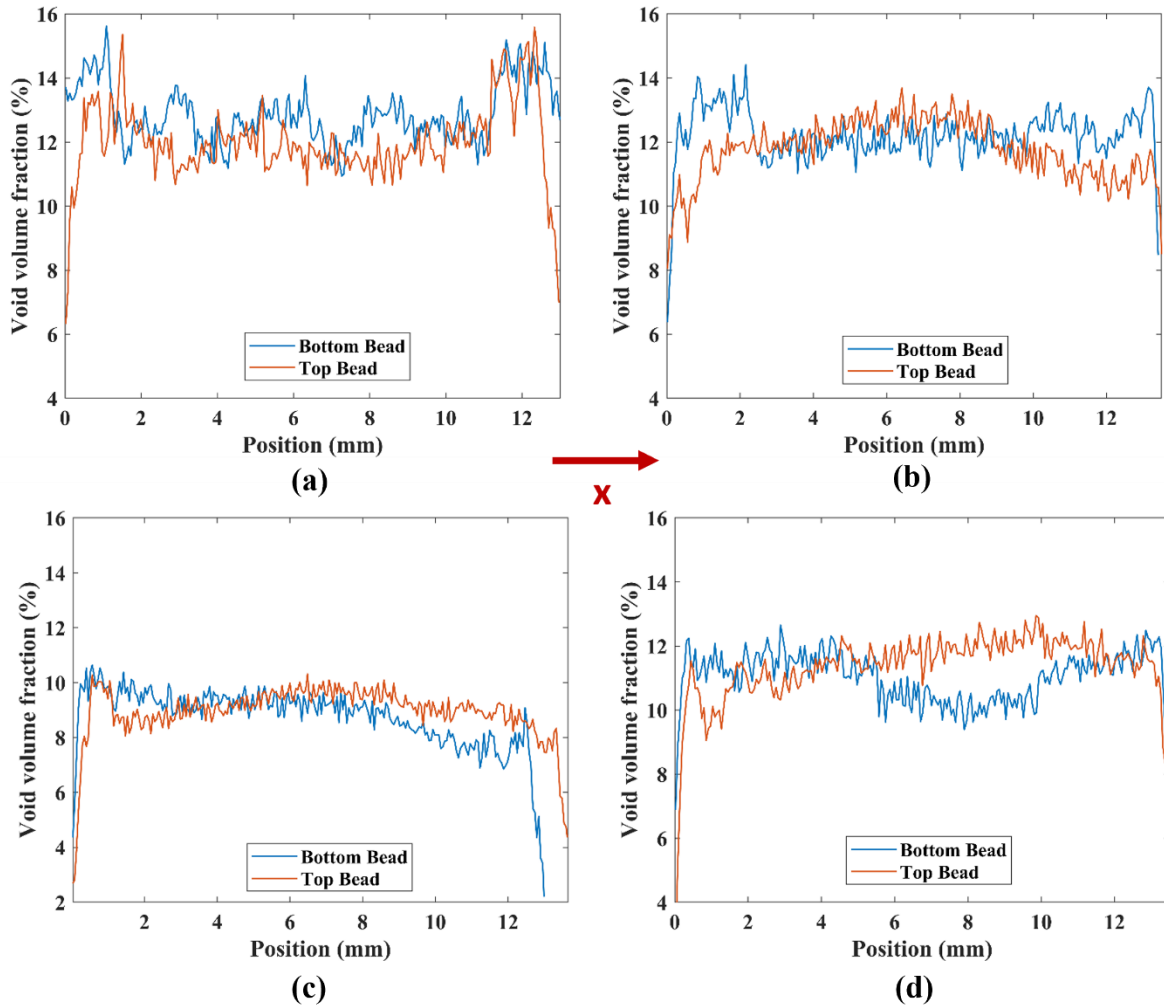 16
14
12
10
8
6
4
Void volume fraction (%)
Bottom Bead
Top Bead
0 2 4 6 8 10 12
Position (mm)
(a)
16
14
12
10
8
6
4
Void volume fraction (%)
Bottom Bead
Top Bead
0 2 4 6 8 10 12
Position (mm)
(b)
X
16
14
12
10
8
6
4
2
Void volume fraction (%)
Bottom Bead
Top Bead
2 4 6 8 10 12
Position (mm)
(c)
16
14
12
10
8
6
4
Void volume fraction (%)
Bottom Bead
Top Bead
0 2 4 6 8 10 12
Position (mm)
(d)